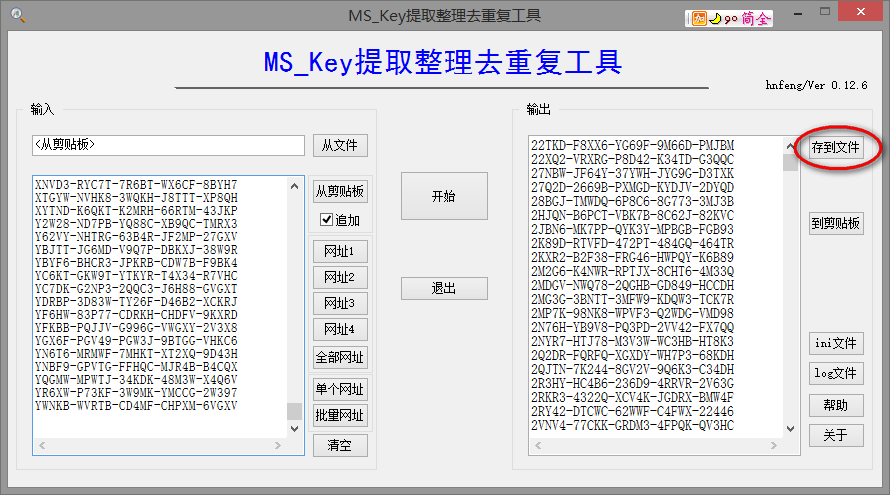 MS_Key提取整理去重复工具
简全
MS_Key提取整理去重复工具
hnfeng/Ver 0.12.6
输入
<从剪贴板>
从文件
XNVD3-RYC7T-7R6BT-WX6CF-8BYH7
XTGYW-NVHK8-3WQKH-J8TTT-XP8QH
XYTND-K6QKT-K2MRH-66RTM-43JKP
Y2W28-ND7PB-YQ88C-XB9QC-TMRX3
Y62VY-NHTRG-63B4R-JF2MP-27GXV
YBJTT-JG6MD-V9Q7P-DBKXJ-38W9R
YBYF6-BHCR3-JPKRB-CDW7B-F9BK4
YC6KT-GKW9T-YTKYR-T4X34-R7VHC
YC7DK-G2NP3-2QQC3-J6H88-GVGXT
YDRBP-3D83W-TY26F-D46B2-XCKRJ
YF6HW-83P77-CDRKH-CHDFV-9KXRD
YFKBB-PQJJV-G996G-VWGXY-2V3X8
YGX6F-PGV49-PGW3J-9BTGG-VHKC6
YN6T6-MRMWF-7MHKT-XT2XQ-9D43H
YNBF9-GPVTG-FFHQC-MJR4B-B4CQX
YQGMW-MPWTJ-34KDK-48M3W-X4Q6V
YR6XW-P73KF-3W9MK-YMCCG-2W397
YWNKB-WVRTB-CD4MF-CHPXM-6VGXV
从剪贴板
追加
网址1
网址2
网址3
网址4
全部网址
单个网址
批量网址
清空
开始
退出
输出
22TKD-F8XX6-YG69F-9M66D-PMJBM
22XQ2-VRXRG-P8D42-K34TD-G3QQC
27NBW-JF64Y-37YWH-JYG9G-D3TXK
27Q2D-2669B-PXMGD-KYDJV-2DYQD
28BGJ-TMWDQ-6P8C6-8G773-3MJ3B
2HJQN-B6PCT-VBK7B-8C62J-82KVC
2JBN6-MK7PP-QYK3Y-MPBGB-FGB93
2K89D-RTVFD-472PT-484GQ-464TR
2KXR2-B2F38-FRG46-HWPQY-K6B89
2M2G6-K4NWR-RPTJX-8CHT6-4M33Q
2MDGV-NWQ78-2QGHB-GD849-HCCDH
2MG3G-3BNTT-3MFW9-KDQW3-TCK7R
2MP7K-98NK8-WPVF3-Q2WDG-VMD98
2N76H-YB9V8-PQ3PD-2VV42-FX7QQ
2NYR7-HTJ78-M3V3W-WC3HB-HT8K3
2Q2DR-FQRFQ-XGXDY-WH7P3-68KDH
2QJTN-7K244-8GV2V-9Q6K3-C34DH
2R3HY-HC4B6-236D9-4RRVR-2V63G
2RKR3-4322Q-XCV4K-JGDRX-BMW4F
2RY42-DTCWC-62WWF-C4FWX-22446
2VNV4-77CKK-GRDM3-4FPQK-QV3HC
存到文件
到剪贴板
ini文件
log文件
帮助
关于